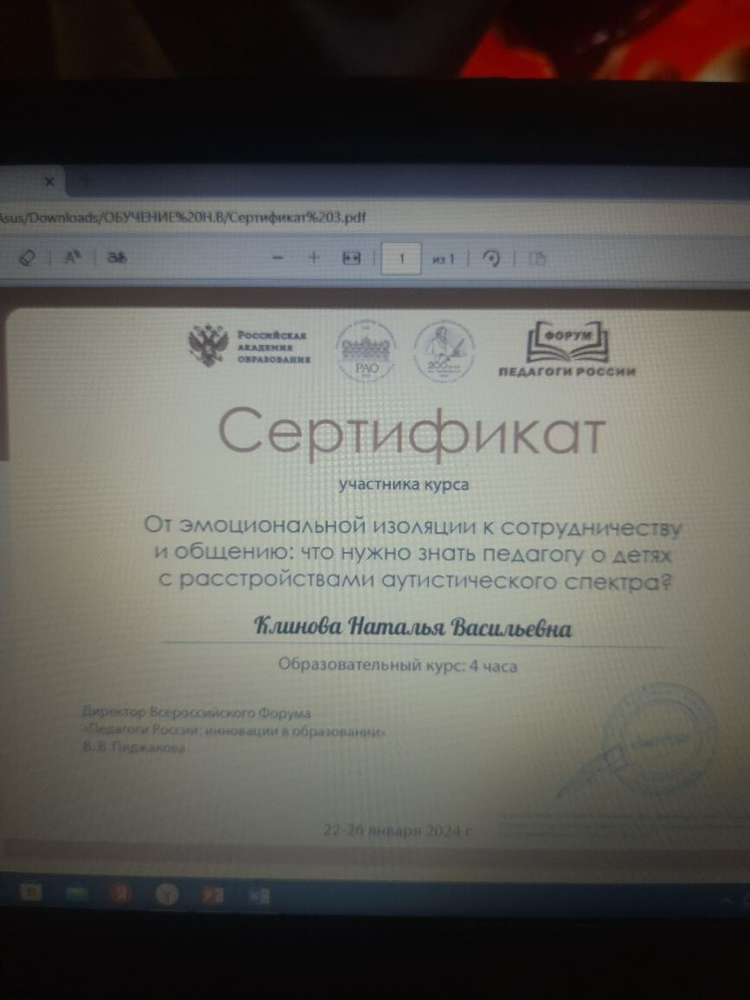 Asus/Downloads/ОБУЧЕНИЕ%20Н.В/Сертификат%203.pdf
1 из 1
РОССИЙСКАЯ
АКАДЕМИЯ
ОБРАЗОВАНИЯ
РАО
200
ФОРУМ
ПЕДАГОГИ РОССИИ
Сертификат
участника курса
От эмоциональной изоляции к сотрудничеству
и общению: что нужно знать педагогу о детях
с расстройствами аутистического спектра?
Клинова Наталья Васильевна
Образовательный курс: 4 часа
Директор Всероссийского Форума
«Педагоги России: инновации в образовании»
В. В. Пиджакова
22-26 января 2024 г.